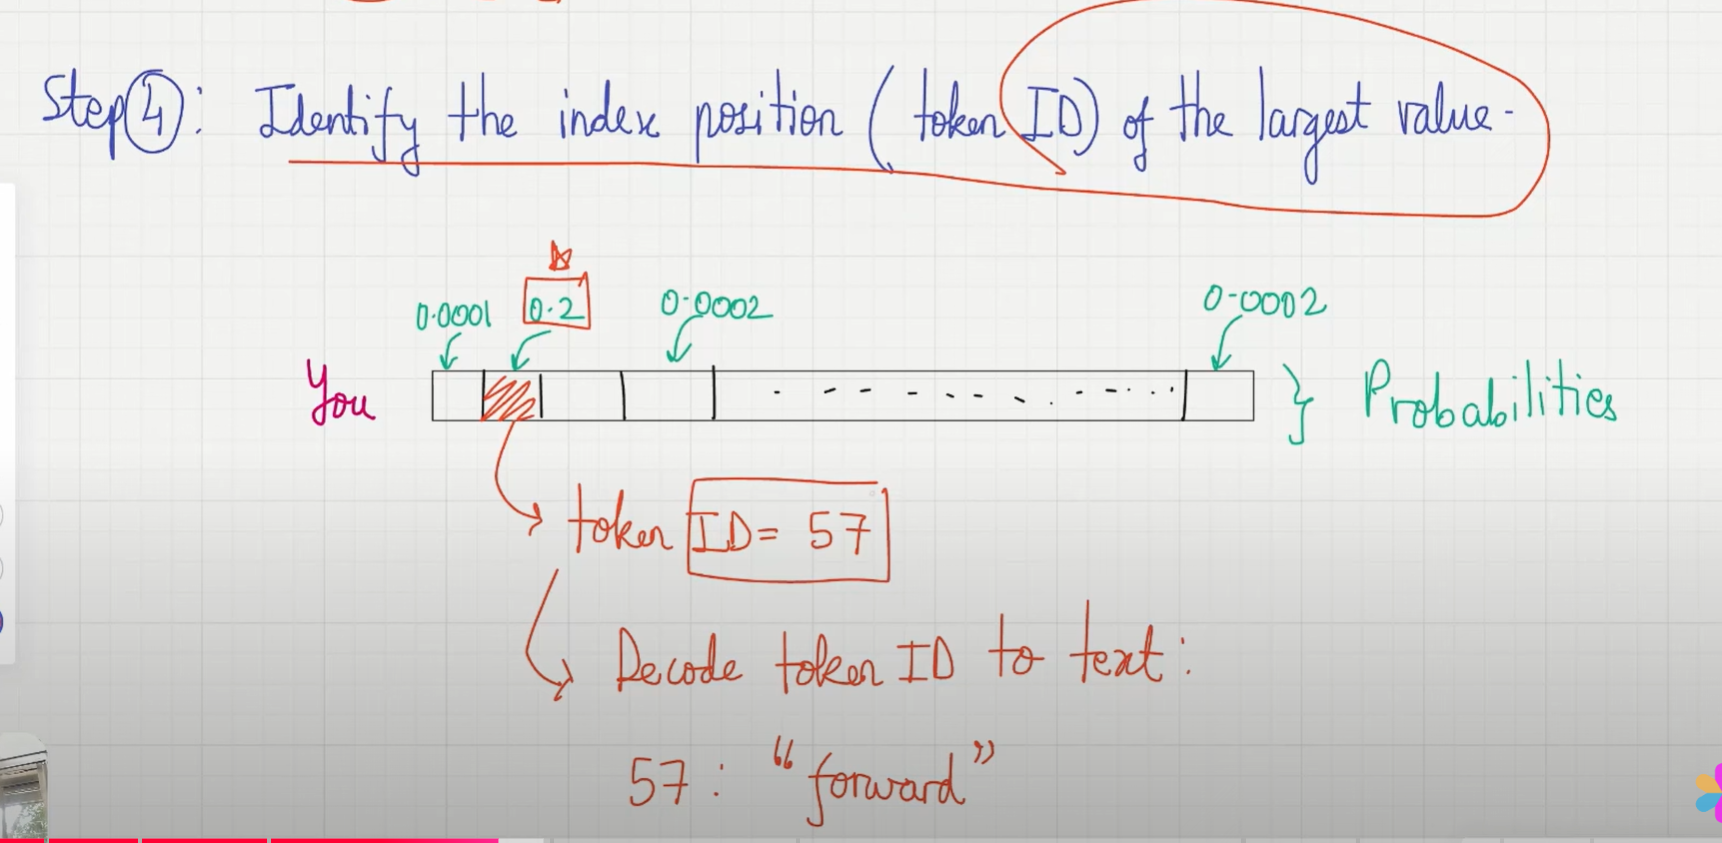 Step 4: Identify the index position (token ID) of the largest value.
0.0001 0.2 0.0002 0.0002
You } Probabilities
token ID = 57
Decode token ID to text:
57: "forward"